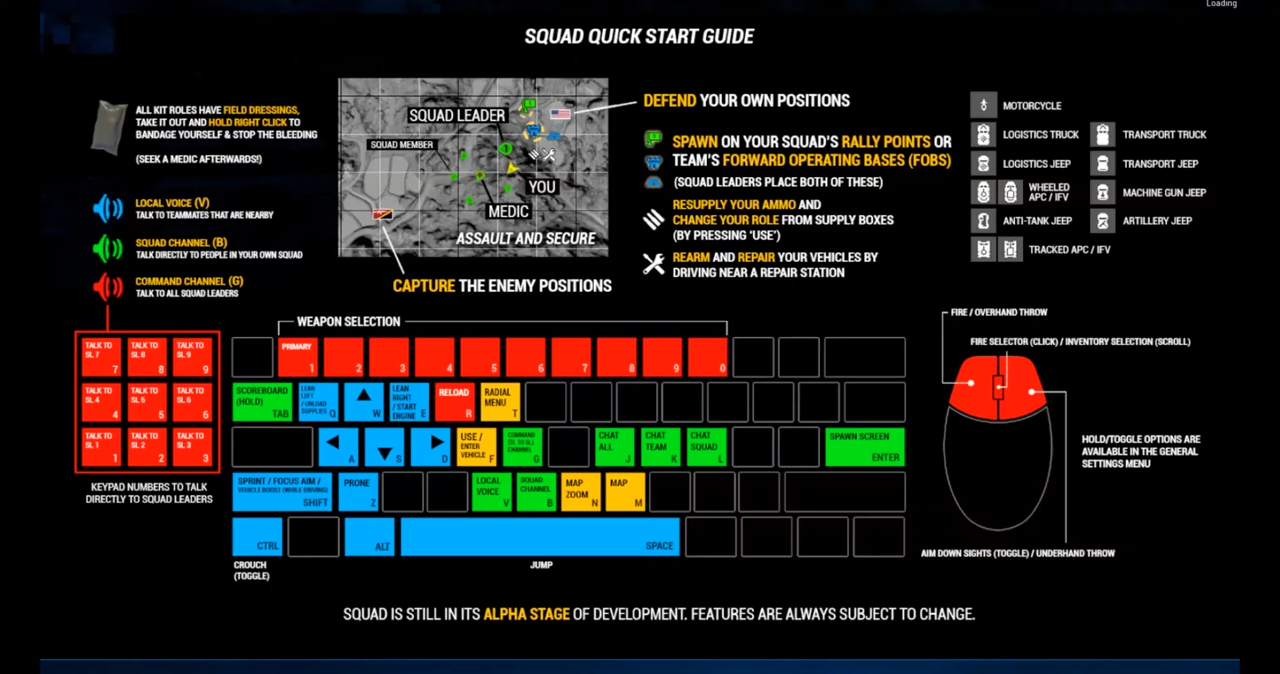 Loading
SQUAD QUICK START GUIDE
ALL KIT ROLES HAVE FIELD DRESSINGS,
TAKE IT OUT AND HOLD RIGHT CLICK TO
BANDAGE YOURSELF & STOP THE BLEEDING
(SEEK A MEDIC AFTERWARDS!)
LOCAL VOICE (V)
TALK TO TEAMMATES THAT ARE NEARBY
SQUAD CHANNEL (B)
TALK DIRECTLY TO PEOPLE IN YOUR OWN SQUAD
COMMAND CHANNEL (G)
TALK TO ALL SQUAD LEADERS
SQUAD LEADER
SQUAD MEMBER
1
YOU
MEDIC
ASSAULT AND SECURE
CAPTURE THE ENEMY POSITIONS
DEFEND YOUR OWN POSITIONS
SPAWN ON YOUR SQUAD'S RALLY POINTS OR
TEAM'S FORWARD OPERATING BASES (FOBS)
(SQUAD LEADERS PLACE BOTH OF THESE)
RESUPPLY YOUR AMMO AND
CHANGE YOUR ROLE FROM SUPPLY BOXES
(BY PRESSING 'USE')
REARM AND REPAIR YOUR VEHICLES BY
DRIVING NEAR A REPAIR STATION
MOTORCYCLE
LOGISTICS TRUCK
TRANSPORT TRUCK
LOGISTICS JEEP
TRANSPORT JEEP
WHEELED
APC / IFV
MACHINE GUN JEEP
ANTI-TANK JEEP
ARTILLERY JEEP
TRACKED APC / IFV
TALK TO
SL 7
7
TALK TO
SL 8
8
TALK TO
SL 9
9
TALK TO
SL 4
4
TALK TO
SL 5
5
TALK TO
SL 6
6
TALK TO
SL 1
1
TALK TO
SL 2
2
TALK TO
SL 3
3
KEYPAD NUMBERS TO TALK
DIRECTLY TO SQUAD LEADERS
WEAPON SELECTION
PRIMARY
1
2
3
4
5
6
7
8
9
0
SCOREBOARD
(HOLD)
TAB
LEAN
LEFT
/ UNLOAD
SUPPLIES
Q
W
LEAN
RIGHT
/ START
ENGINE
E
RELOAD
R
RADIAL
MENU
T
A
S
D
USE /
ENTER
VEHICLE
F
COMMAND
(SL TO SL)
CHANNEL
G
CHAT
ALL
J
CHAT
TEAM
K
CHAT
SQUAD
L
SPAWN SCREEN
ENTER
SPRINT / FOCUS AIM /
VEHICLE BOOST (WHILE DRIVING)
SHIFT
PRONE
Z
LOCAL
VOICE
V
SQUAD
CHANNEL
B
MAP
ZOOM
N
MAP
M
CTRL
ALT
SPACE
CROUCH
(TOGGLE)
JUMP
FIRE / OVERHAND THROW
FIRE SELECTOR (CLICK) / INVENTORY SELECTION (SCROLL)
HOLD/TOGGLE OPTIONS ARE
AVAILABLE IN THE GENERAL
SETTINGS MENU
AIM DOWN SIGHTS (TOGGLE) / UNDERHAND THROW
SQUAD IS STILL IN ITS ALPHA STAGE OF DEVELOPMENT. FEATURES ARE ALWAYS SUBJECT TO CHANGE.